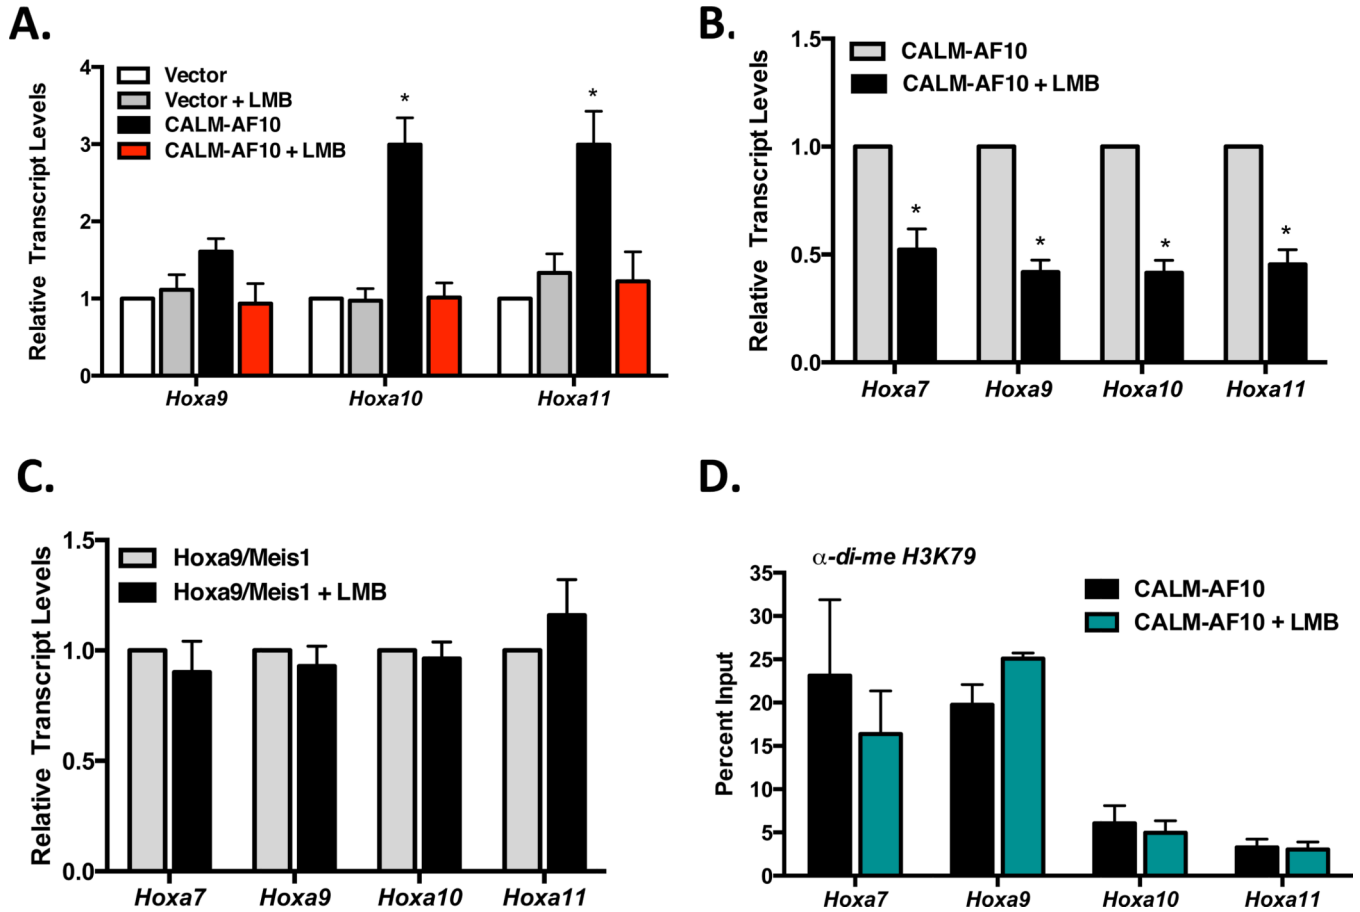 A.
Relative Transcript Levels
4
3
2
1
0
Vector
Vector + LMB
CALM-AF10
CALM-AF10 + LMB
*
*
Hoxa9
Hoxa10
Hoxa11
B.
Relative Transcript Levels
1.5
1.0
0.5
0.0
CALM-AF10
CALM-AF10 + LMB
*
*
*
*
Hoxa7
Hoxa9
Hoxa10
Hoxa11
C.
Relative Transcript Levels
1.5
1.0
0.5
0.0
Hoxa9/Meis1
Hoxa9/Meis1 + LMB
Hoxa7
Hoxa9
Hoxa10
Hoxa11
D.
α-di-me H3K79
Percent Input
35
30
25
20
15
10
5
0
CALM-AF10
CALM-AF10 + LMB
Hoxa7
Hoxa9
Hoxa10
Hoxa11